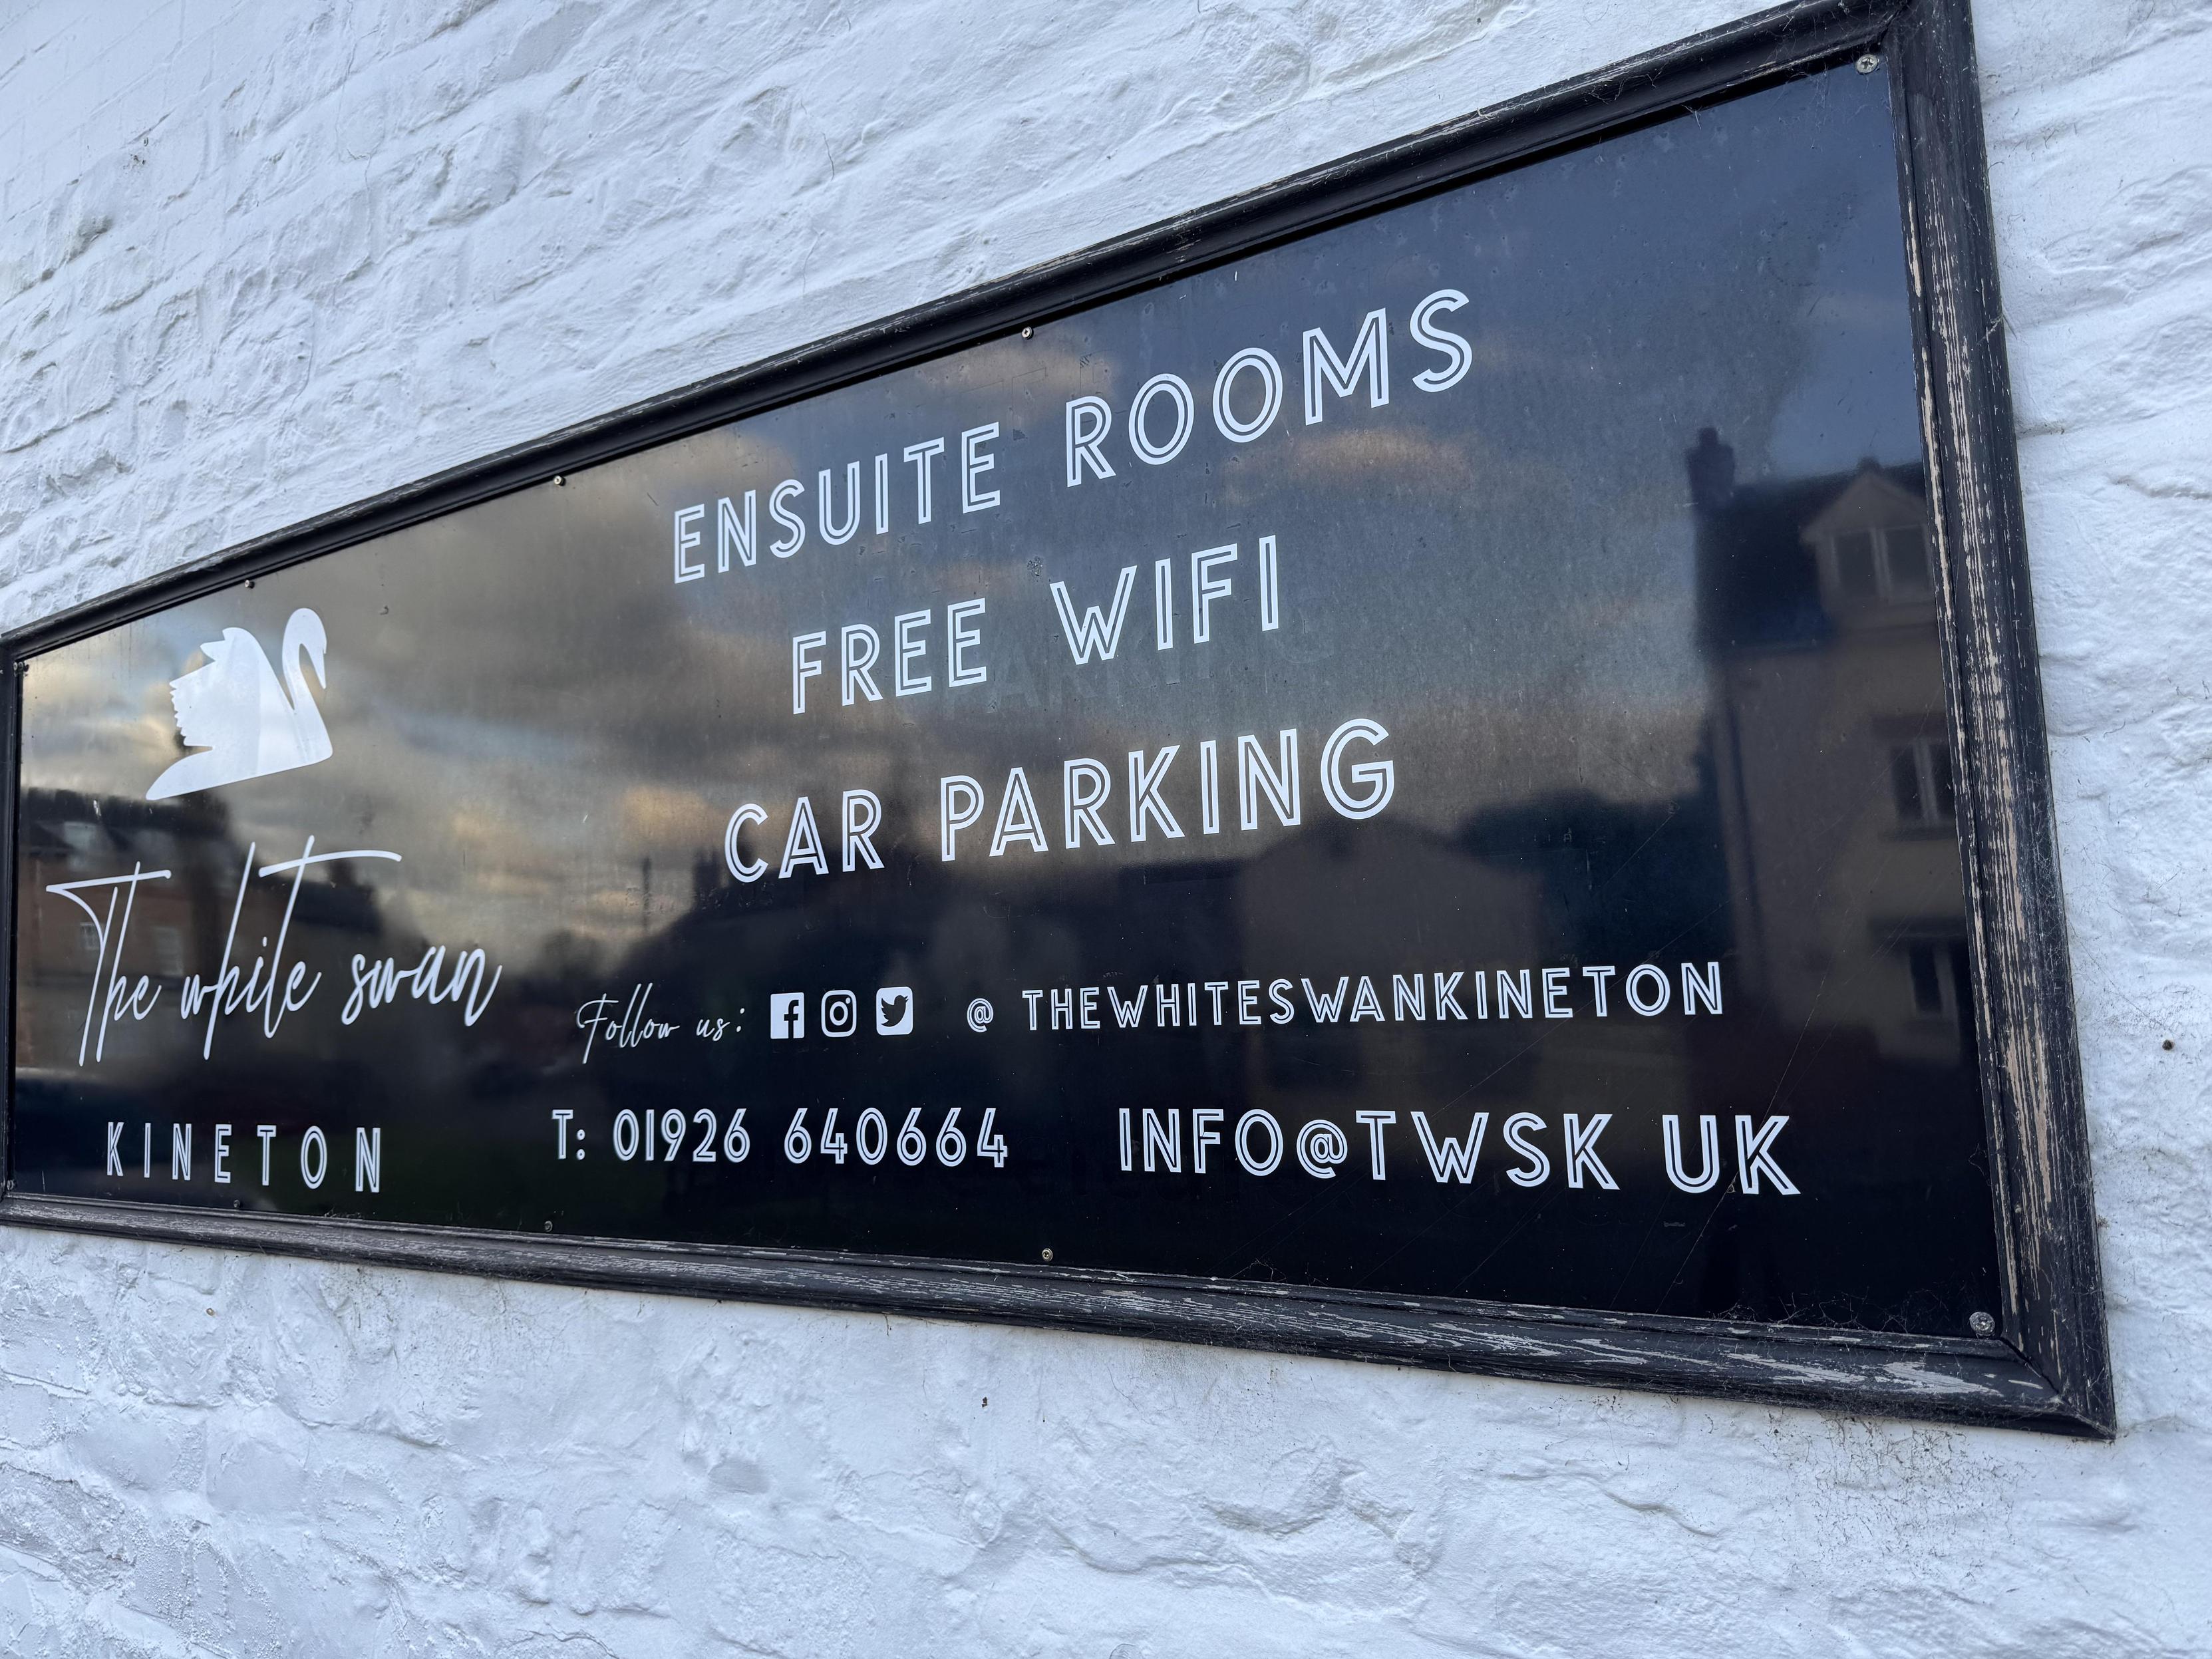 ENSUITE ROOMS
FREE WIFI
CAR PARKING
The white swan
KINETON
Follow us: @ THEWHITESWANKINETON
T: 01926 640664 INFO@TWSK UK